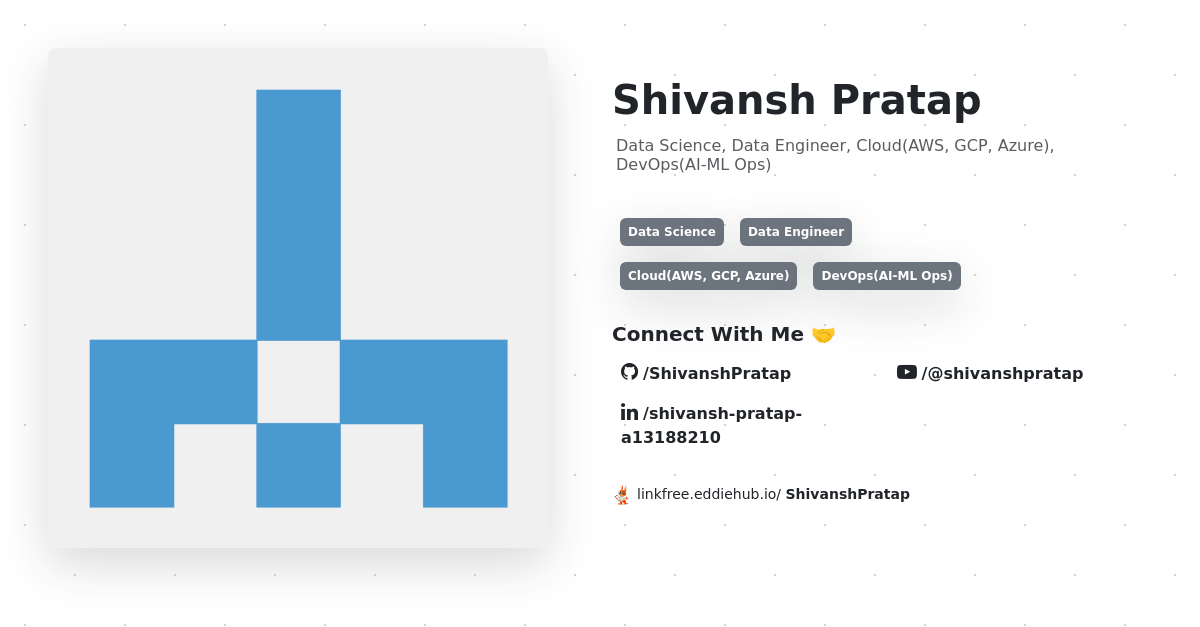 Shivansh Pratap
Data Science, Data Engineer, Cloud(AWS, GCP, Azure),
DevOps(AI-ML Ops)
Data Science Data Engineer
Cloud(AWS, GCP, Azure) DevOps(AI-ML Ops)
Connect With Me 🤝
/ShivanshPratap /@shivanshpratap
in /shivansh-pratap-
a13188210
linkfree.eddiehub.io/ ShivanshPratap